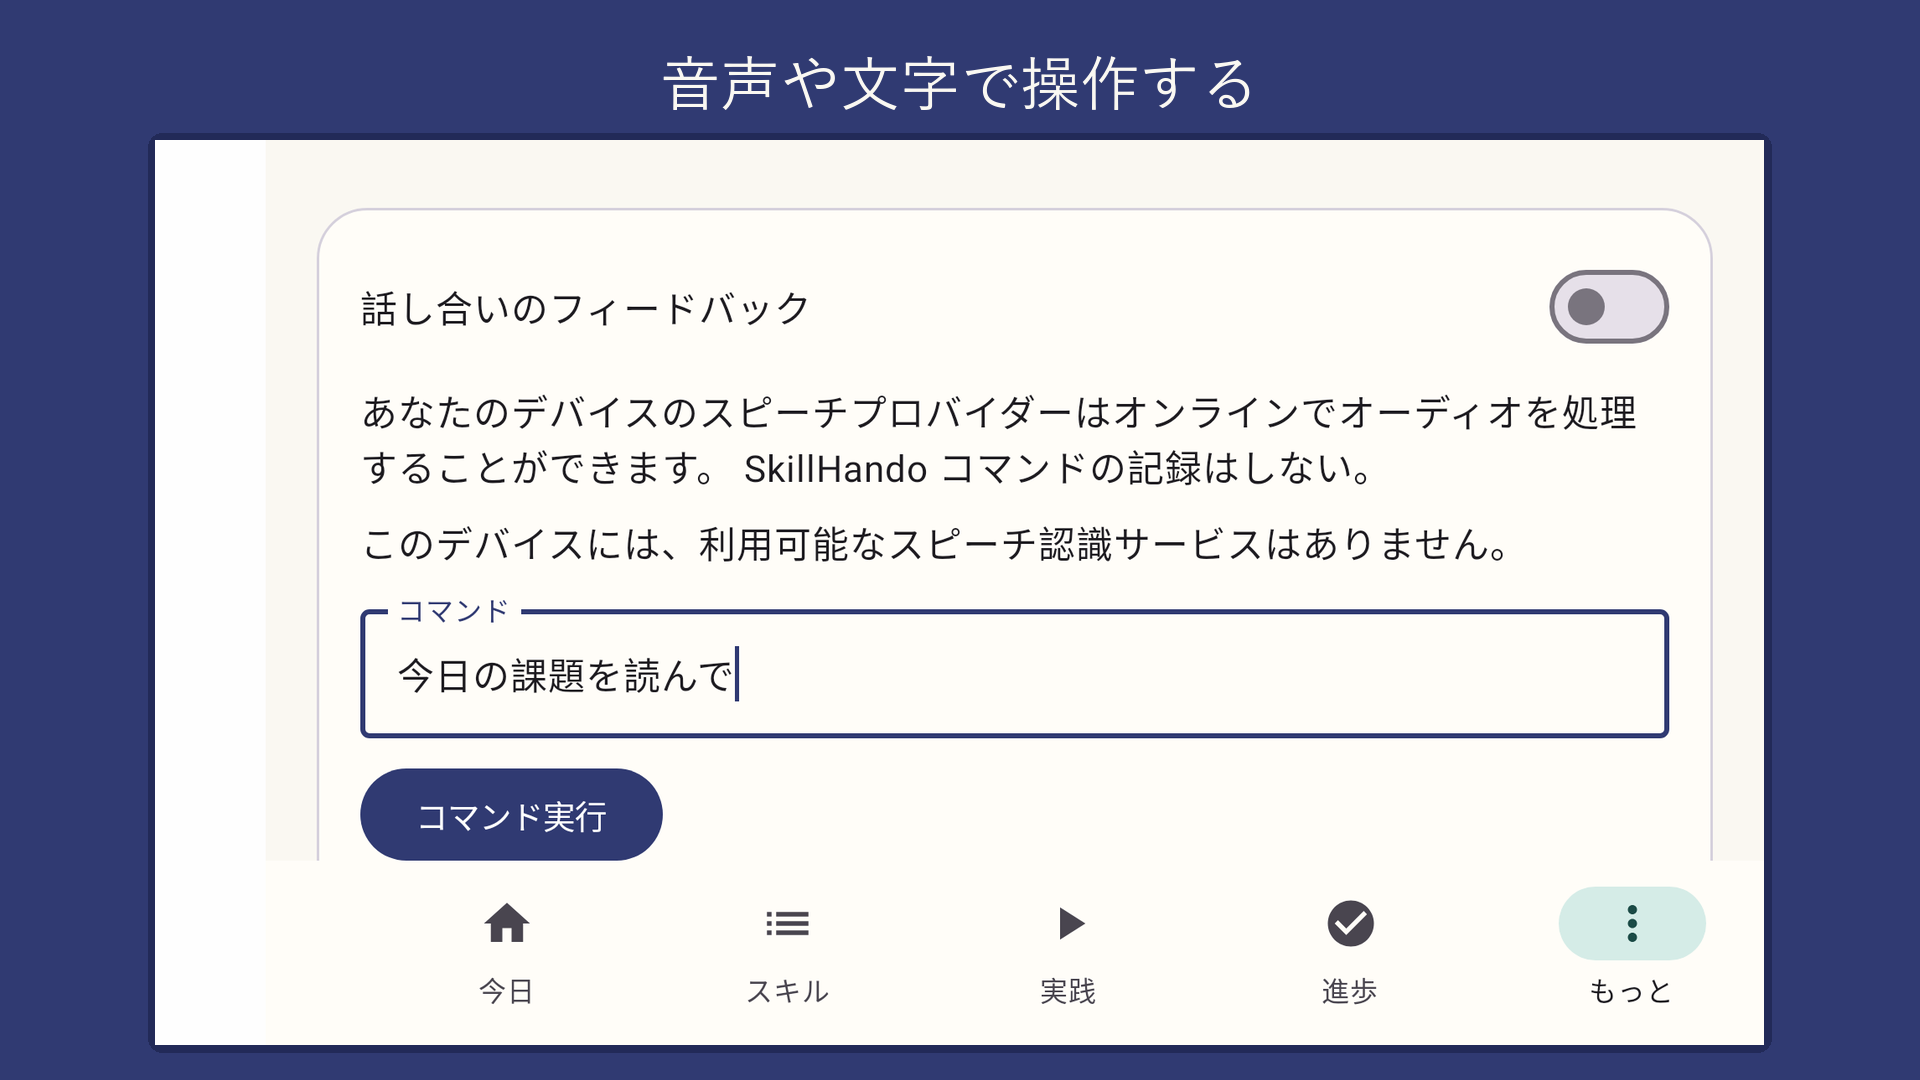 音声や文字で操作する
話し合いのフィードバック
あなたのデバイスのスピーチプロバイダーはオンラインでオーディオを処理
することができます。 SkillHando コマンドの記録はしない。
このデバイスには、利用可能なスピーチ認識サービスはありません。
コマンド
今日の課題を読んで
コマンド実行
今日
スキル
実践
進歩
もっと